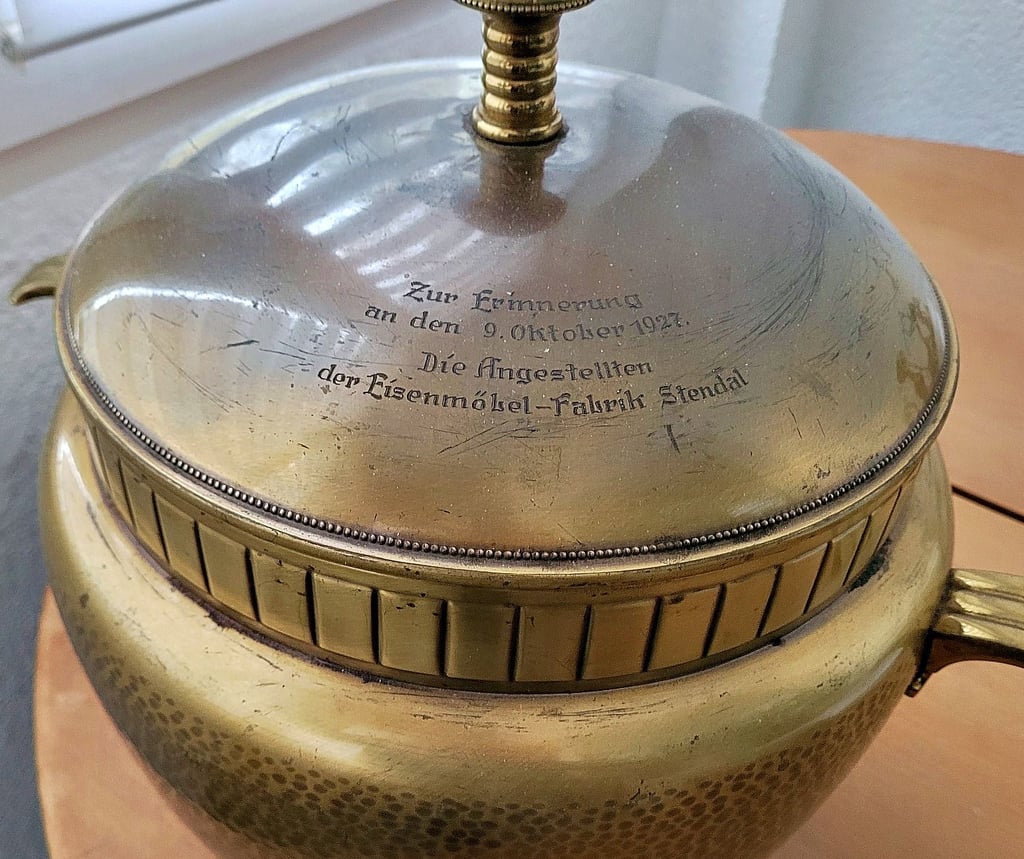 Zur Erinnerung
an den 9. Oktober 1927.
Die Angestellten
der Eisenmöbel-Fabrik Stendal